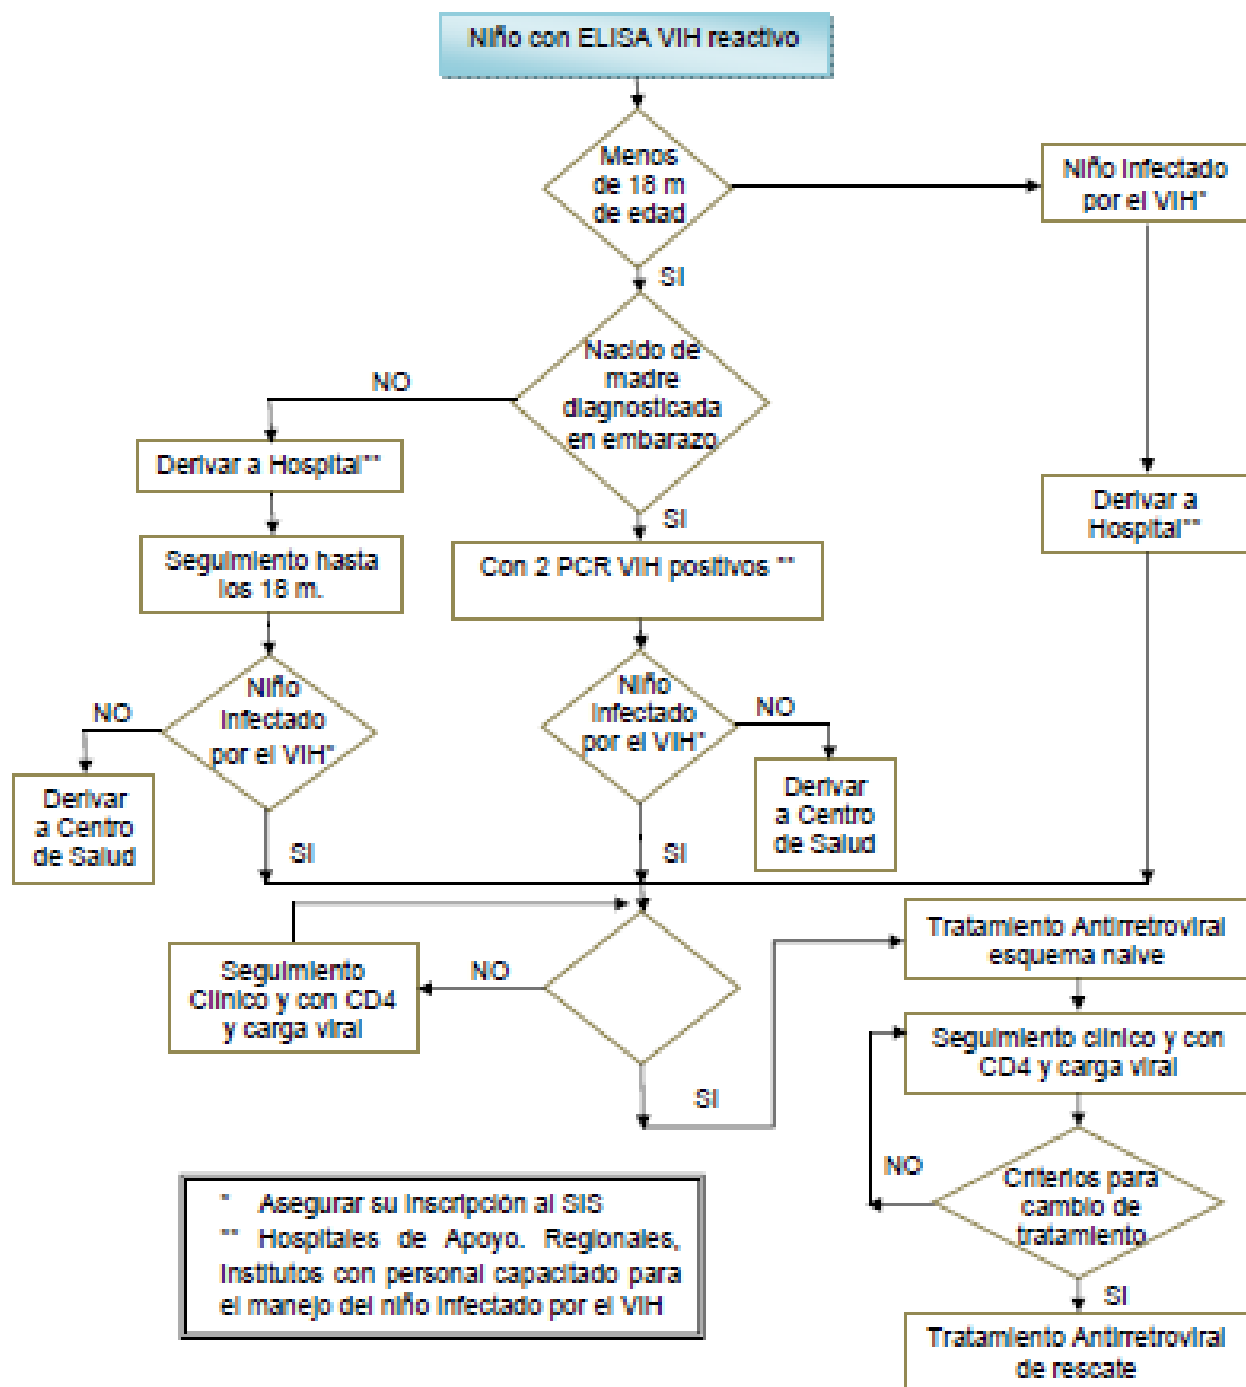 Niño con ELISA VIH reactivo
Menos
de 18 m
de edad
Niño Infectado
por el VIH*
SI
Nacido de
madre
diagnosticada
en embarazo
NO
Derivar a Hospital**
SI
Derivar a
Hospital**
Seguimiento hasta
los 18 m.
Con 2 PCR VIH positivos **
Niño
Infectado
por el VIH*
NO
Niño
Infectado
por el VIH*
NO
Derivar
a Centro
de Salud
Derivar
a Centro
de Salud
SI
SI
Seguimiento
Clínico y con CD4
y carga viral
NO
Tratamiento Antirretroviral
esquema naive
Seguimiento clínico y con
CD4 y carga viral
SI
NO
Criterios para
cambio de
tratamiento
* Asegurar su Inscripción al SIS
** Hospitales de Apoyo. Regionales,
Institutos con personal capacitado para
el manejo del niño Infectado por el VIH
SI
Tratamiento Antirretroviral
de rescate